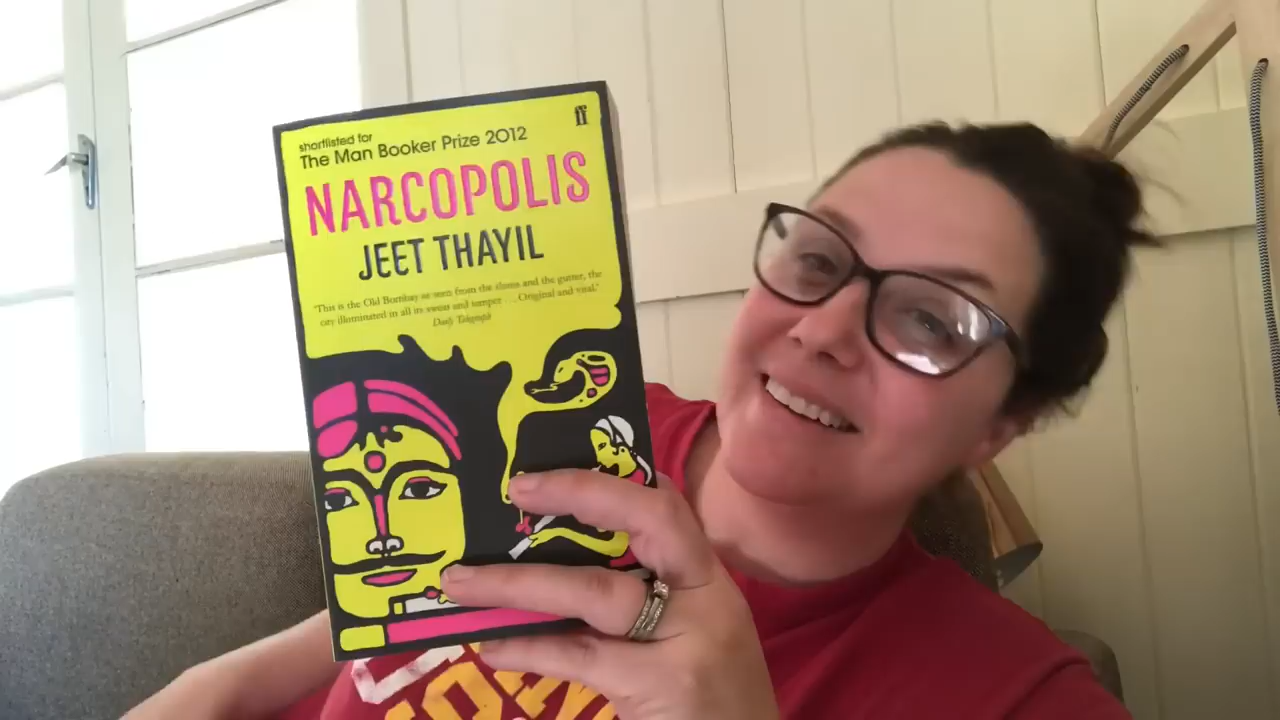 ff
shortlisted for
The Man Booker Prize 2012
NARCOPOLIS
JEET THAYIL
'This is the Old Bombay as seen from the slums and the gutter, the
city illuminated in all its sweat and temper . . . Original and vital.'
Daily Telegraph